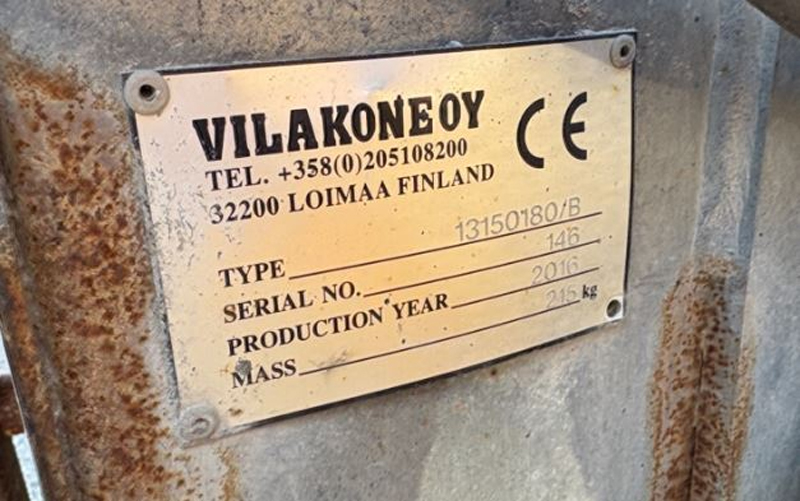 VILAKONE OY
CE
TEL. +358(0)205108200
32200 LOIMAA FINLAND
TYPE 13150180/B
SERIAL NO. 146
PRODUCTION YEAR 2016
MASS 215 kg